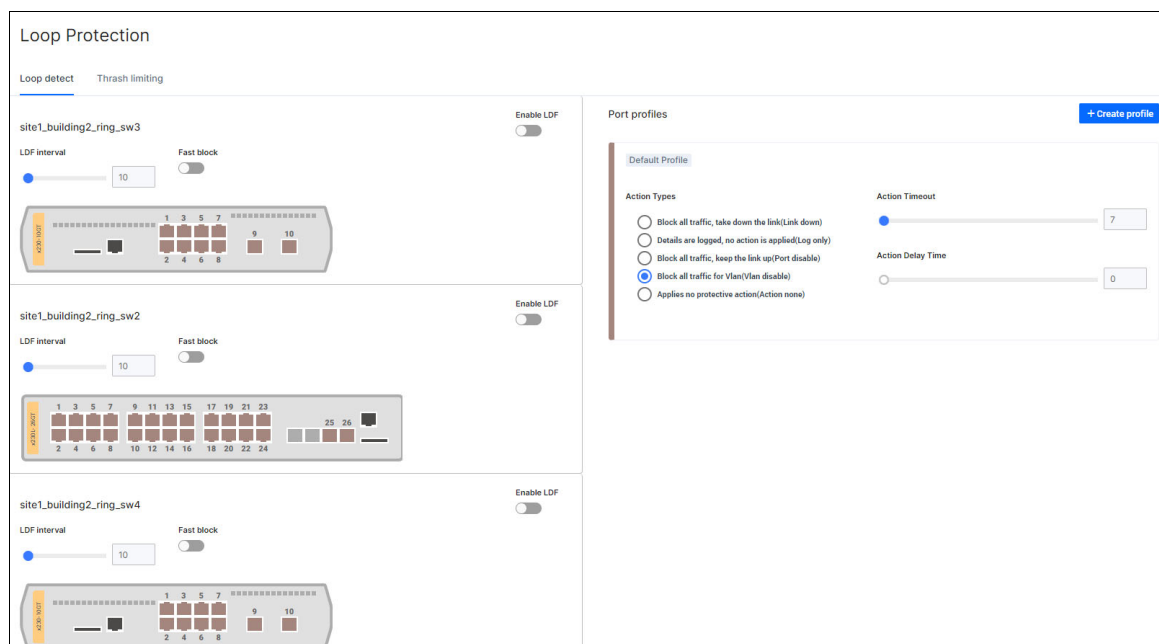 Loop Protection
Loop detect Thrash limiting
site1_building2_ring_sw3
Enable LDF
LDF interval Fast block
10
x230-10GT
1 3 5 7
9 10
2 4 6 8
site1_building2_ring_sw2
Enable LDF
LDF interval Fast block
10
x230L-26GT
1 3 5 7 9 11 13 15 17 19 21 23
25 26
2 4 6 8 10 12 14 16 18 20 22 24
site1_building2_ring_sw4
Enable LDF
LDF interval Fast block
10
x230-10GT
1 3 5 7
9 10
2 4 6 8
Port profiles
+ Create profile
Default Profile
Action Types
Block all traffic, take down the link(Link down)
Details are logged, no action is applied(Log only)
Block all traffic, keep the link up(Port disable)
Block all traffic for Vlan(Vlan disable)
Applies no protective action(Action none)
Action Timeout
7
Action Delay Time
0